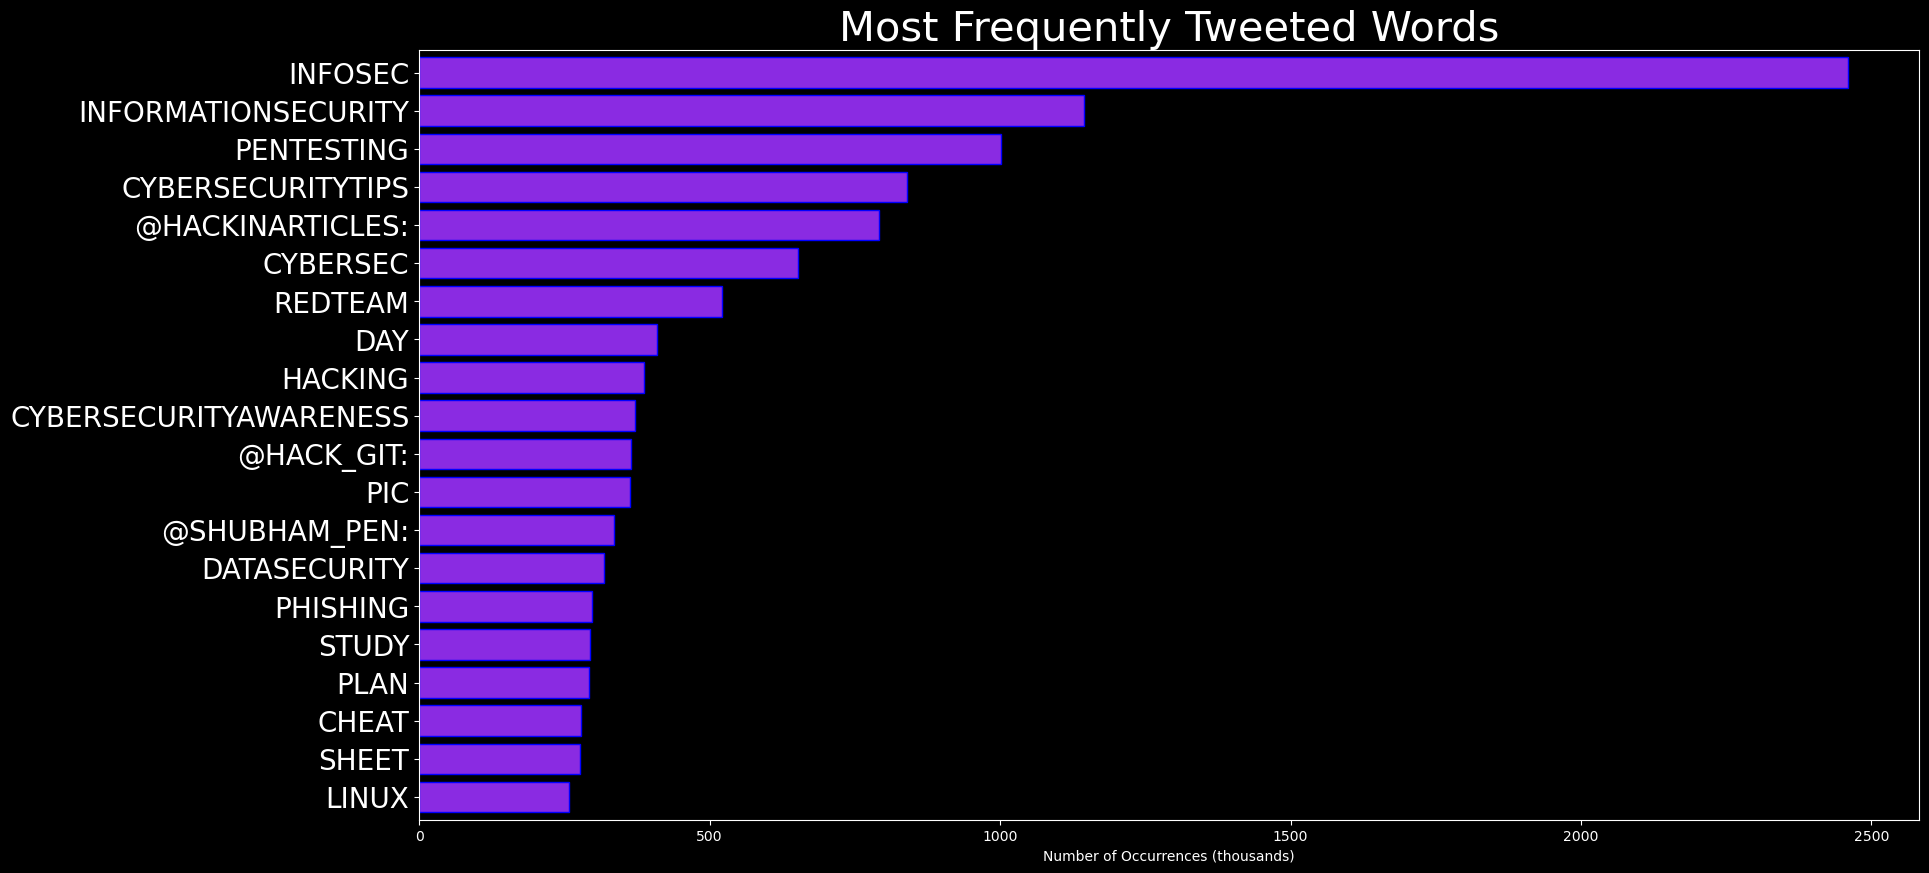 Most Frequently Tweeted Words
INFOSEC
INFORMATIONSECURITY
PENTESTING
CYBERSECURITYTIPS
@HACKINARTICLES:
CYBERSEC
REDTEAM
DAY
HACKING
CYBERSECURITYAWARENESS
@HACK_GIT:
PIC
@SHUBHAM_PEN:
DATASECURITY
PHISHING
STUDY
PLAN
CHEAT
SHEET
LINUX
0 500 1000 1500 2000 2500
Number of Occurrences (thousands)